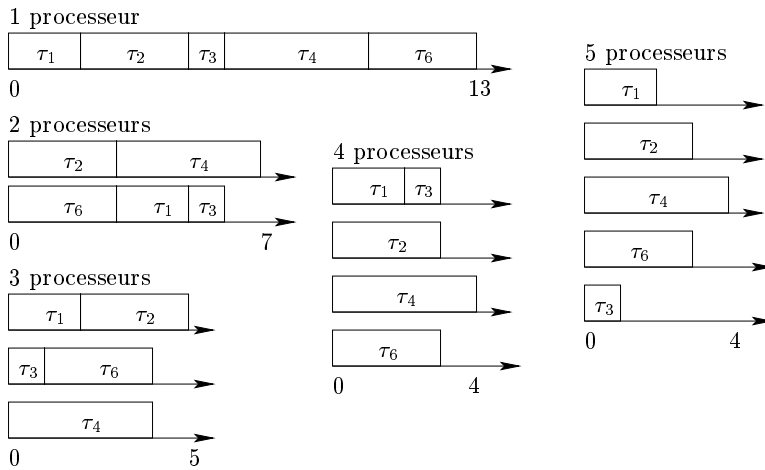 1 processeur
τ1 τ2 τ3 τ4 τ6
0 13
2 processeurs
τ2 τ4
τ6 τ1 τ3
0 7
3 processeurs
τ1 τ2
τ3 τ6
τ4
0 5
4 processeurs
τ1 τ3
τ2
τ4
τ6
0 4
5 processeurs
τ1
τ2
τ4
τ6
τ3
0 4